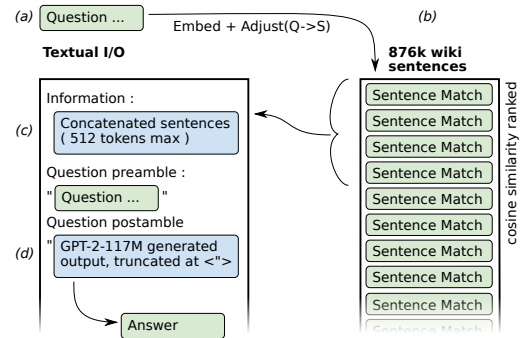 (a) Question ...
Embed + Adjust(Q->S)
(b)
Textual I/O
876k wiki
sentences
Information :
(c)
Concatenated sentences
( 512 tokens max )
Question preamble :
" Question ... "
Question postamble
(d)
" GPT-2-117M generated
output, truncated at <">
Answer
Sentence Match
Sentence Match
Sentence Match
Sentence Match
Sentence Match
Sentence Match
Sentence Match
Sentence Match
Sentence Match
Sentence Match
cosine similarity ranked